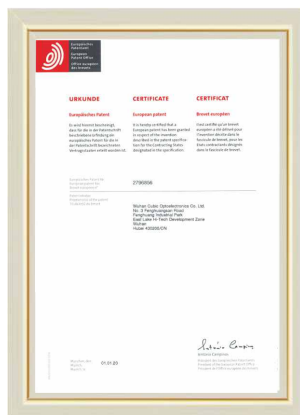 Europäisches
Patentamt
European
Patent Office
Office européen
des brevets
URKUNDE
CERTIFICATE
CERTIFICAT
Europäisches Patent
European patent
Brevet européen
Es wird hiermit bescheinigt,
dass für die in der Patentschrift
beschriebene Erfindung ein
europäisches Patent für die in
der Patentschrift bezeichneten
Vertragsstaaten erteilt worden ist.
It is hereby certified that a
European patent has been granted
in respect of the invention
described in the patent specifica-
tion for the Contracting States
designated in the specification.
Il est certifié qu'un brevet
européen a été délivré pour
l'invention décrite dans le
fascicule de brevet, pour les
Etats contractants désignés
dans le fascicule de brevet.
Wuhan Cubic Optoelectronics Co., Ltd
No. 3 Fenghuangyuan Road
Fenghuang Industrial Park
East Lake Hi-Tech Development Zone
Wuhan
Hubei 430205/CN
António Campinos
01.01.20